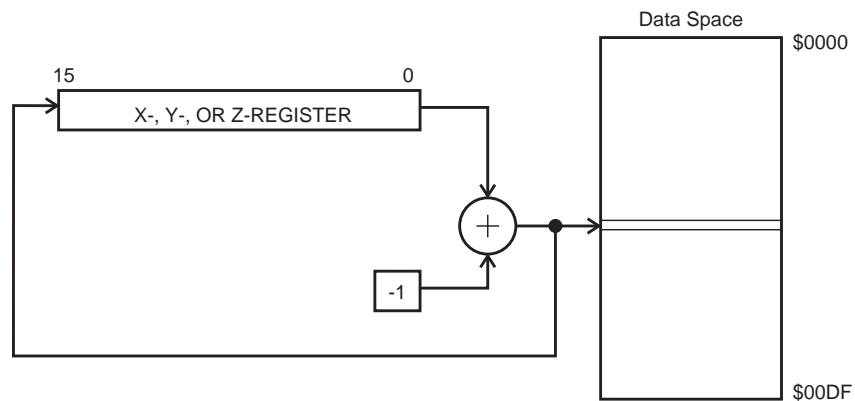 Data Space
$0000
15 0
X-, Y-, OR Z-REGISTER
+
-1
$00DF